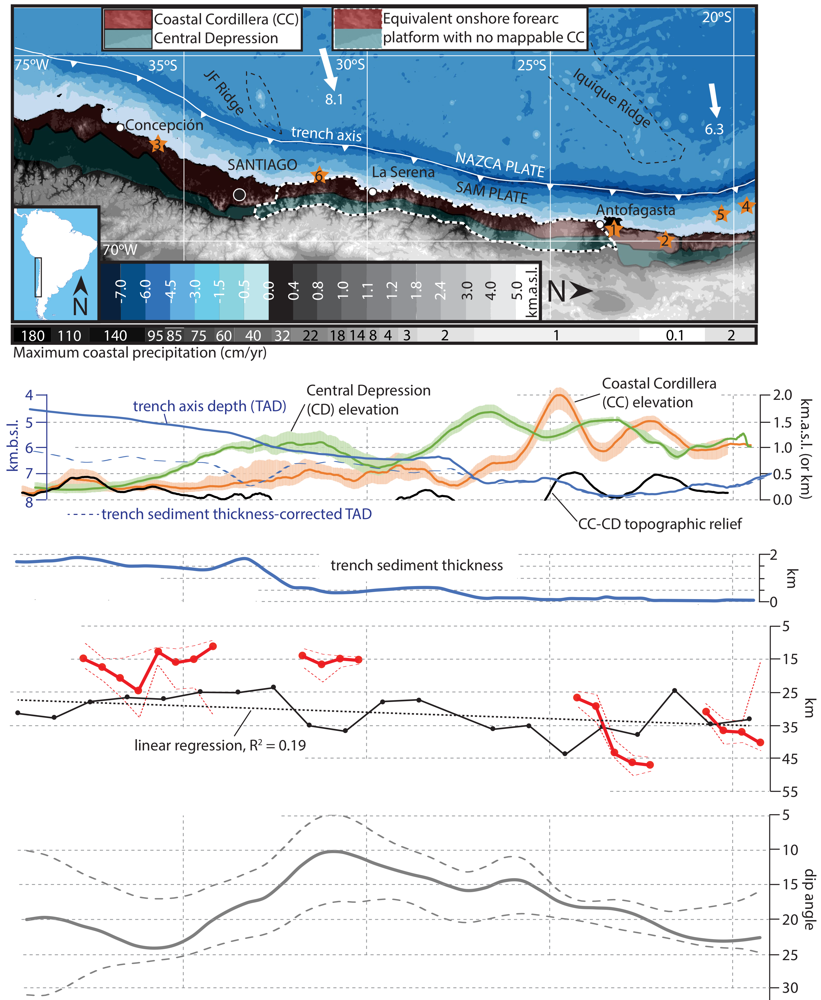 Coastal Cordillera (CC)
Central Depression
Equivalent onshore forearc
platform with no mappable CC
20ºS
75ºW
35ºS
30ºS
25ºS
JF Ridge
8.1
Iquique Ridge
6.3
Concepción
3
trench axis
SANTIAGO
6
La Serena
NAZCA PLATE
SAM PLATE
Antofagasta
1
2
5
4
70ºW
N
-7.0
-6.0
-4.5
-3.0
-1.5
-0.5
0.0
0.4
0.8
1.0
1.1
1.2
1.8
2.4
3.0
4.0
5.0
km.a.s.l.
N
180 110 140 95 85 75 60 40 32 22 18 14 8 4 3 2 1 0.1 2
Maximum coastal precipitation (cm/yr)
4
5
6
7
8
km.b.s.l.
trench axis depth (TAD)
Central Depression
(CD) elevation
Coastal Cordillera
(CC) elevation
2.0
1.5
1.0
0.5
0.0
km.a.s.l. (or km)
trench sediment thickness-corrected TAD
CC-CD topographic relief
trench sediment thickness
2
0
km
5
15
25
35
45
55
km
linear regression, R² = 0.19
5
10
15
20
25
30
dip angle